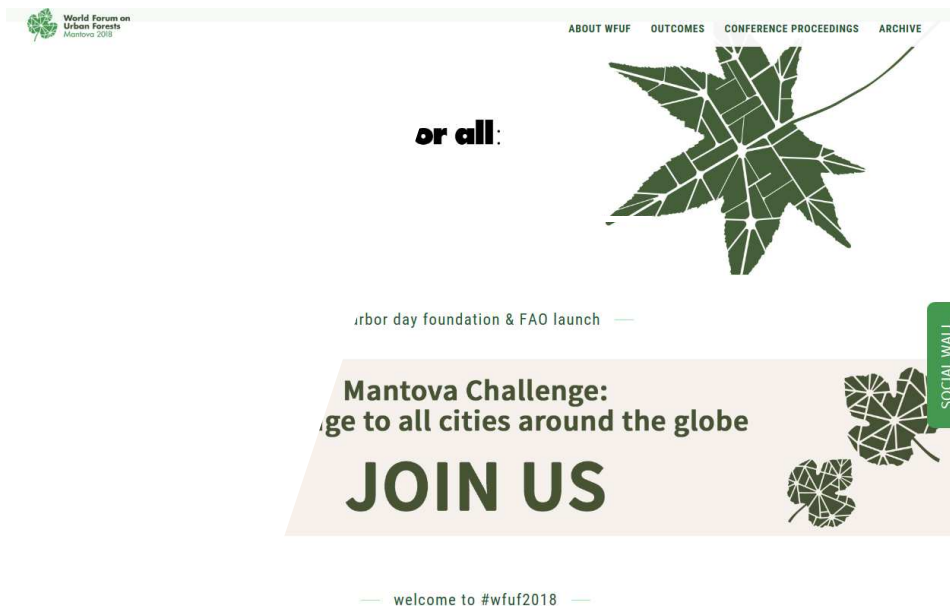 World Forum on
Urban Forests
Mantova 2018
ABOUT WFUF OUTCOMES CONFERENCE PROCEEDINGS ARCHIVE
or all:
rbor day foundation & FAO launch
Mantova Challenge:
ge to all cities around the globe
JOIN US
SOCIAL WALL
welcome to #wfuf2018